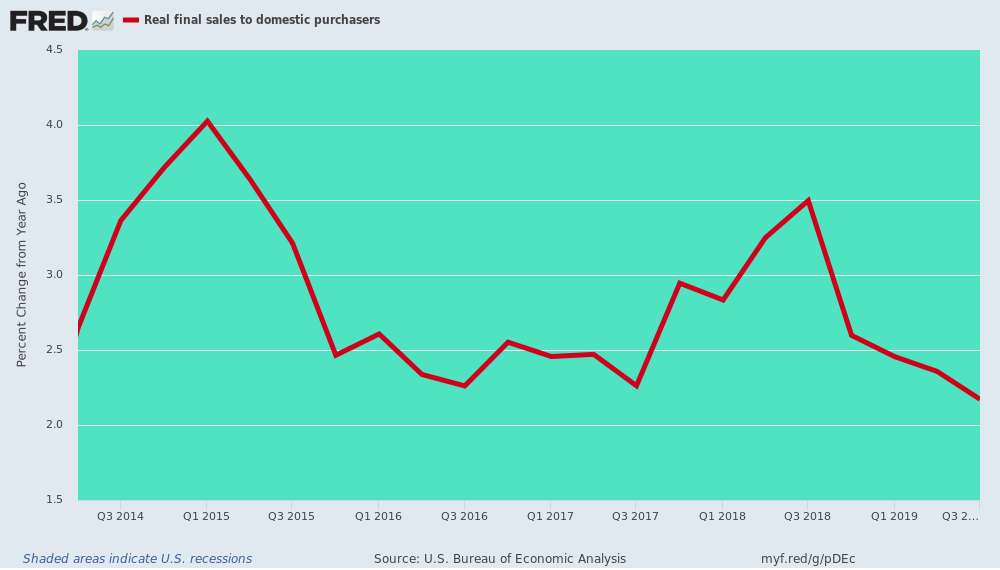 FRED Real final sales to domestic purchasers
Percent Change from Year Ago
4.5
4.0
3.5
3.0
2.5
2.0
1.5
Q3 2014 Q1 2015 Q3 2015 Q1 2016 Q3 2016 Q1 2017 Q3 2017 Q1 2018 Q3 2018 Q1 2019 Q3 2...
Shaded areas indicate U.S. recessions Source: U.S. Bureau of Economic Analysis myf.red/g/pDEc